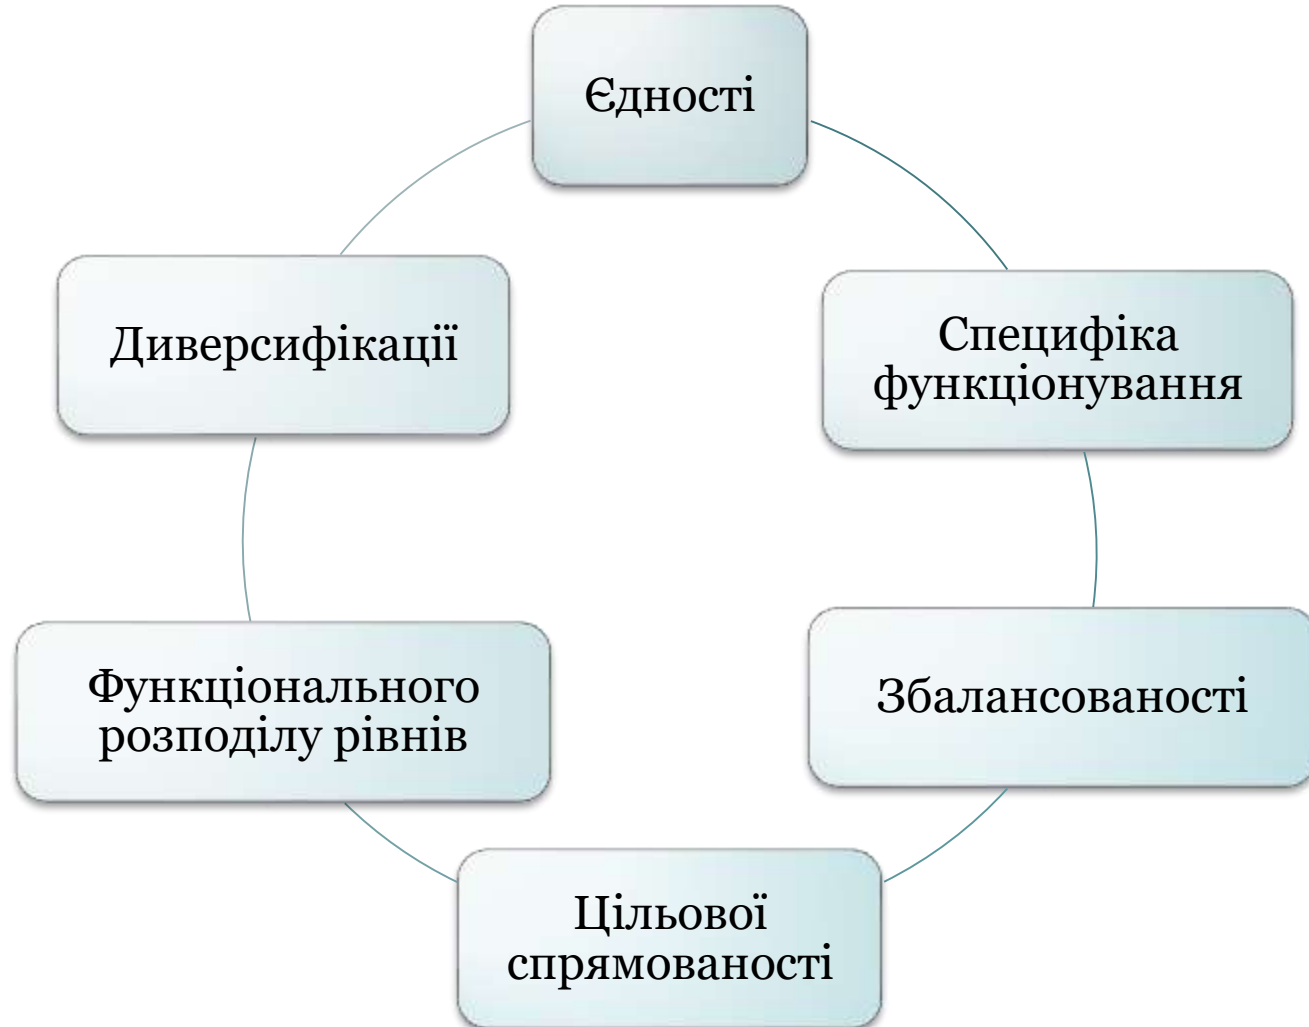 Єдності
Диверсифікації
Специфіка
функціонування
Функціонального
розподілу рівнів
Збалансованості
Цільової
спрямованості